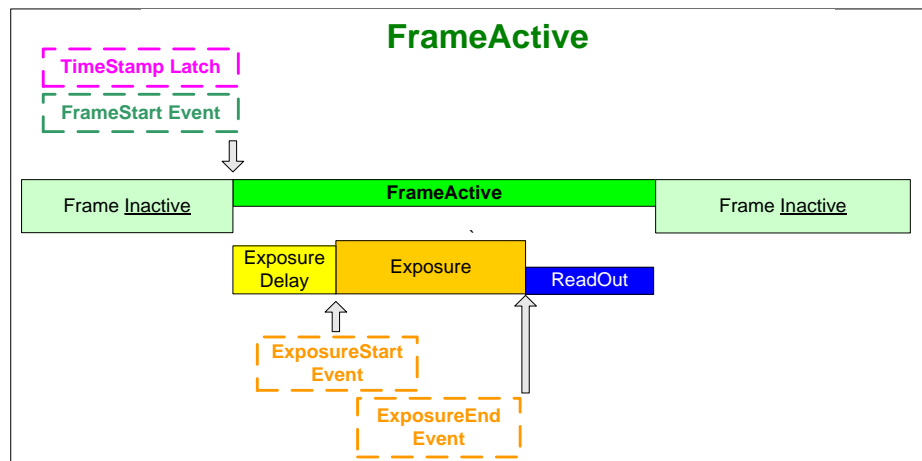 FrameActive
TimeStamp Latch
FrameStart Event
Frame Inactive
FrameActive
Frame Inactive
Exposure
Delay
Exposure
`
ReadOut
ExposureStart
Event
ExposureEnd
Event